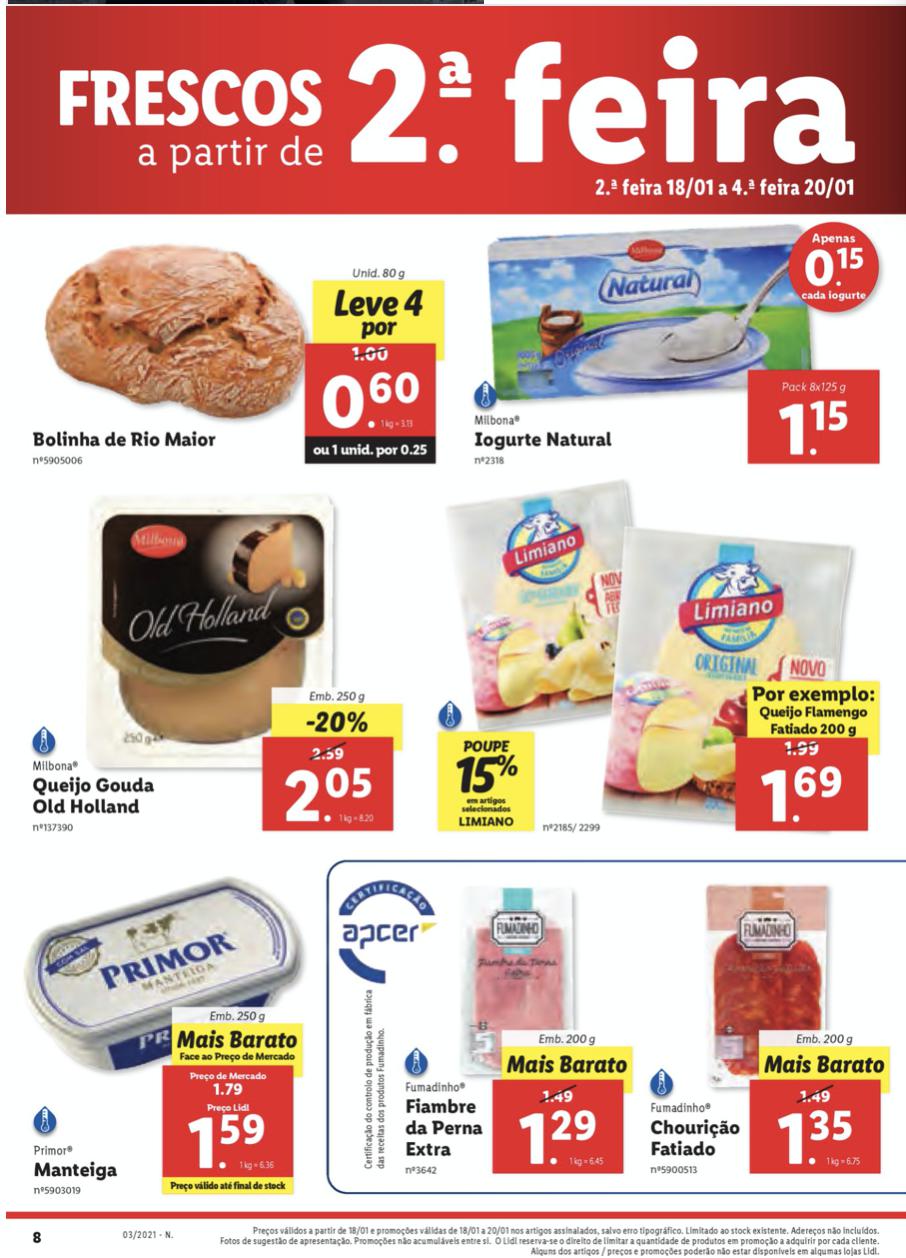 FRESCOS
a partir de
2.ª feira
2.ª feira 18/01 a 4.ª feira 20/01
Unid. 80 g
Leve 4
por
1.00
0.60
1 kg = 3.13
ou 1 unid. por 0.25
Bolinha de Rio Maior
nº5905006
Milbona
Natural
Original
Apenas
0.15
cada iogurte
Pack 8x125 g
1.15
Milbona®
Iogurte Natural
nº2318
Milbona
Old Holland
250 g
Emb. 250 g
-20%
2.59
2.05
1 kg = 8.20
Milbona®
Queijo Gouda
Old Holland
nº137390
Limiano
Limiano
ORIGINAL
NOVO
POUPE
15%
em artigos
selecionados
LIMIANO
nº2185/ 2299
Por exemplo:
Queijo Flamengo
Fatiado 200 g
1.99
1.69
COM SAL
PRIMOR
MANTEIGA
Emb. 250 g
Mais Barato
Face ao Preço de Mercado
Preço de Mercado
1.79
Preço Lidl
1.59
1 kg = 6.36
Preço válido até final de stock
Primor®
Manteiga
nº5903019
CERTIFICAÇÃO
apcer
Certificação do controlo de produção em fábrica
das receitas dos produtos Fumadinho.
FUMADINHO
Fiambre da Perna
Extra
Emb. 200 g
Mais Barato
1.49
1.29
1 kg = 6.45
Fumadinho®
Fiambre
da Perna
Extra
nº3642
FUMADINHO
Emb. 200 g
Mais Barato
1.49
1.35
1 kg = 6.75
Fumadinho®
Chourição
Fatiado
nº5900513
8
03/2021 - N.
Preços válidos a partir de 18/01 e promoções válidas de 18/01 a 20/01 nos artigos assinalados, salvo erro tipográfico. Limitado ao stock existente. Adereços não incluídos.
Fotos de sugestão de apresentação. Promoções não acumuláveis entre si. O Lidl reserva-se o direito de limitar a quantidade de produtos em promoção a adquirir por cada cliente.
Alguns dos artigos / preços e promoções poderão não estar disponíveis em algumas lojas Lidl.